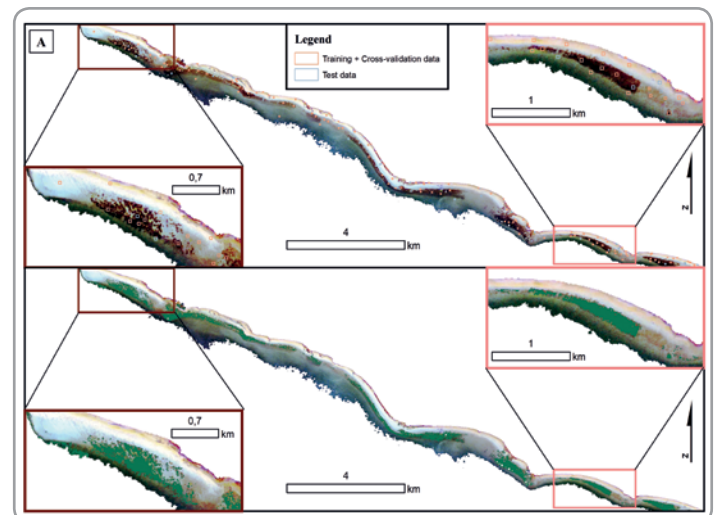 A
Legend
Training + Cross-validation data
Test data
1
km
0,7
km
4
km
N
1
km
0,7
km
4
km
N